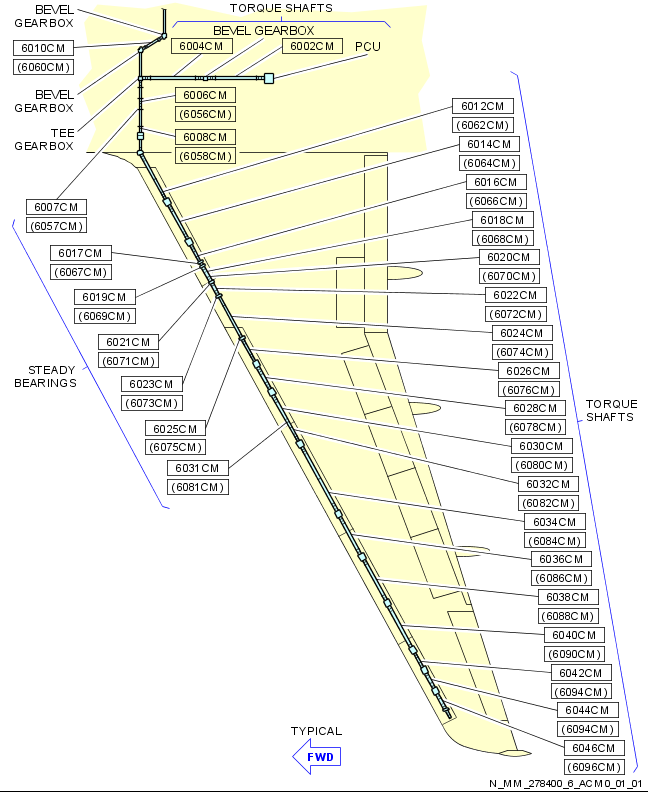 TORQUE SHAFTS
BEVEL
GEARBOX
BEVEL GEARBOX
6010CM
(6060CM)
6004CM
6002CM
PCU
BEVEL
GEARBOX
6006CM
(6056CM)
TEE
GEARBOX
6008CM
(6058CM)
6007CM
(6057CM)
6017CM
(6067CM)
6019CM
(6069CM)
6021CM
(6071CM)
STEADY
BEARINGS
6023CM
(6073CM)
6025CM
(6075CM)
6031CM
(6081CM)
6012CM
(6062CM)
6014CM
(6064CM)
6016CM
(6066CM)
6018CM
(6068CM)
6020CM
(6070CM)
6022CM
(6072CM)
6024CM
(6074CM)
6026CM
(6076CM)
6028CM
(6078CM)
TORQUE
SHAFTS
6030CM
(6080CM)
6032CM
(6082CM)
6034CM
(6084CM)
6036CM
(6086CM)
6038CM
(6088CM)
6040CM
(6090CM)
6042CM
(6094CM)
6044CM
(6094CM)
6046CM
(6096CM)
TYPICAL
FWD
N_MM_278400_6_ACM0_01_01